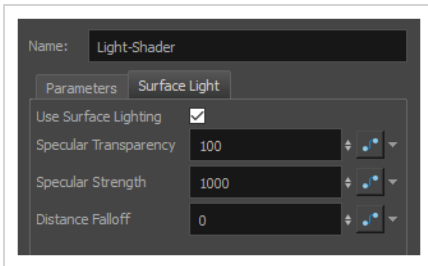 Name: Light-Shader
Parameters Surface Light
Use Surface Lighting
Specular Transparency 100
Specular Strength 1000
Distance Falloff 0